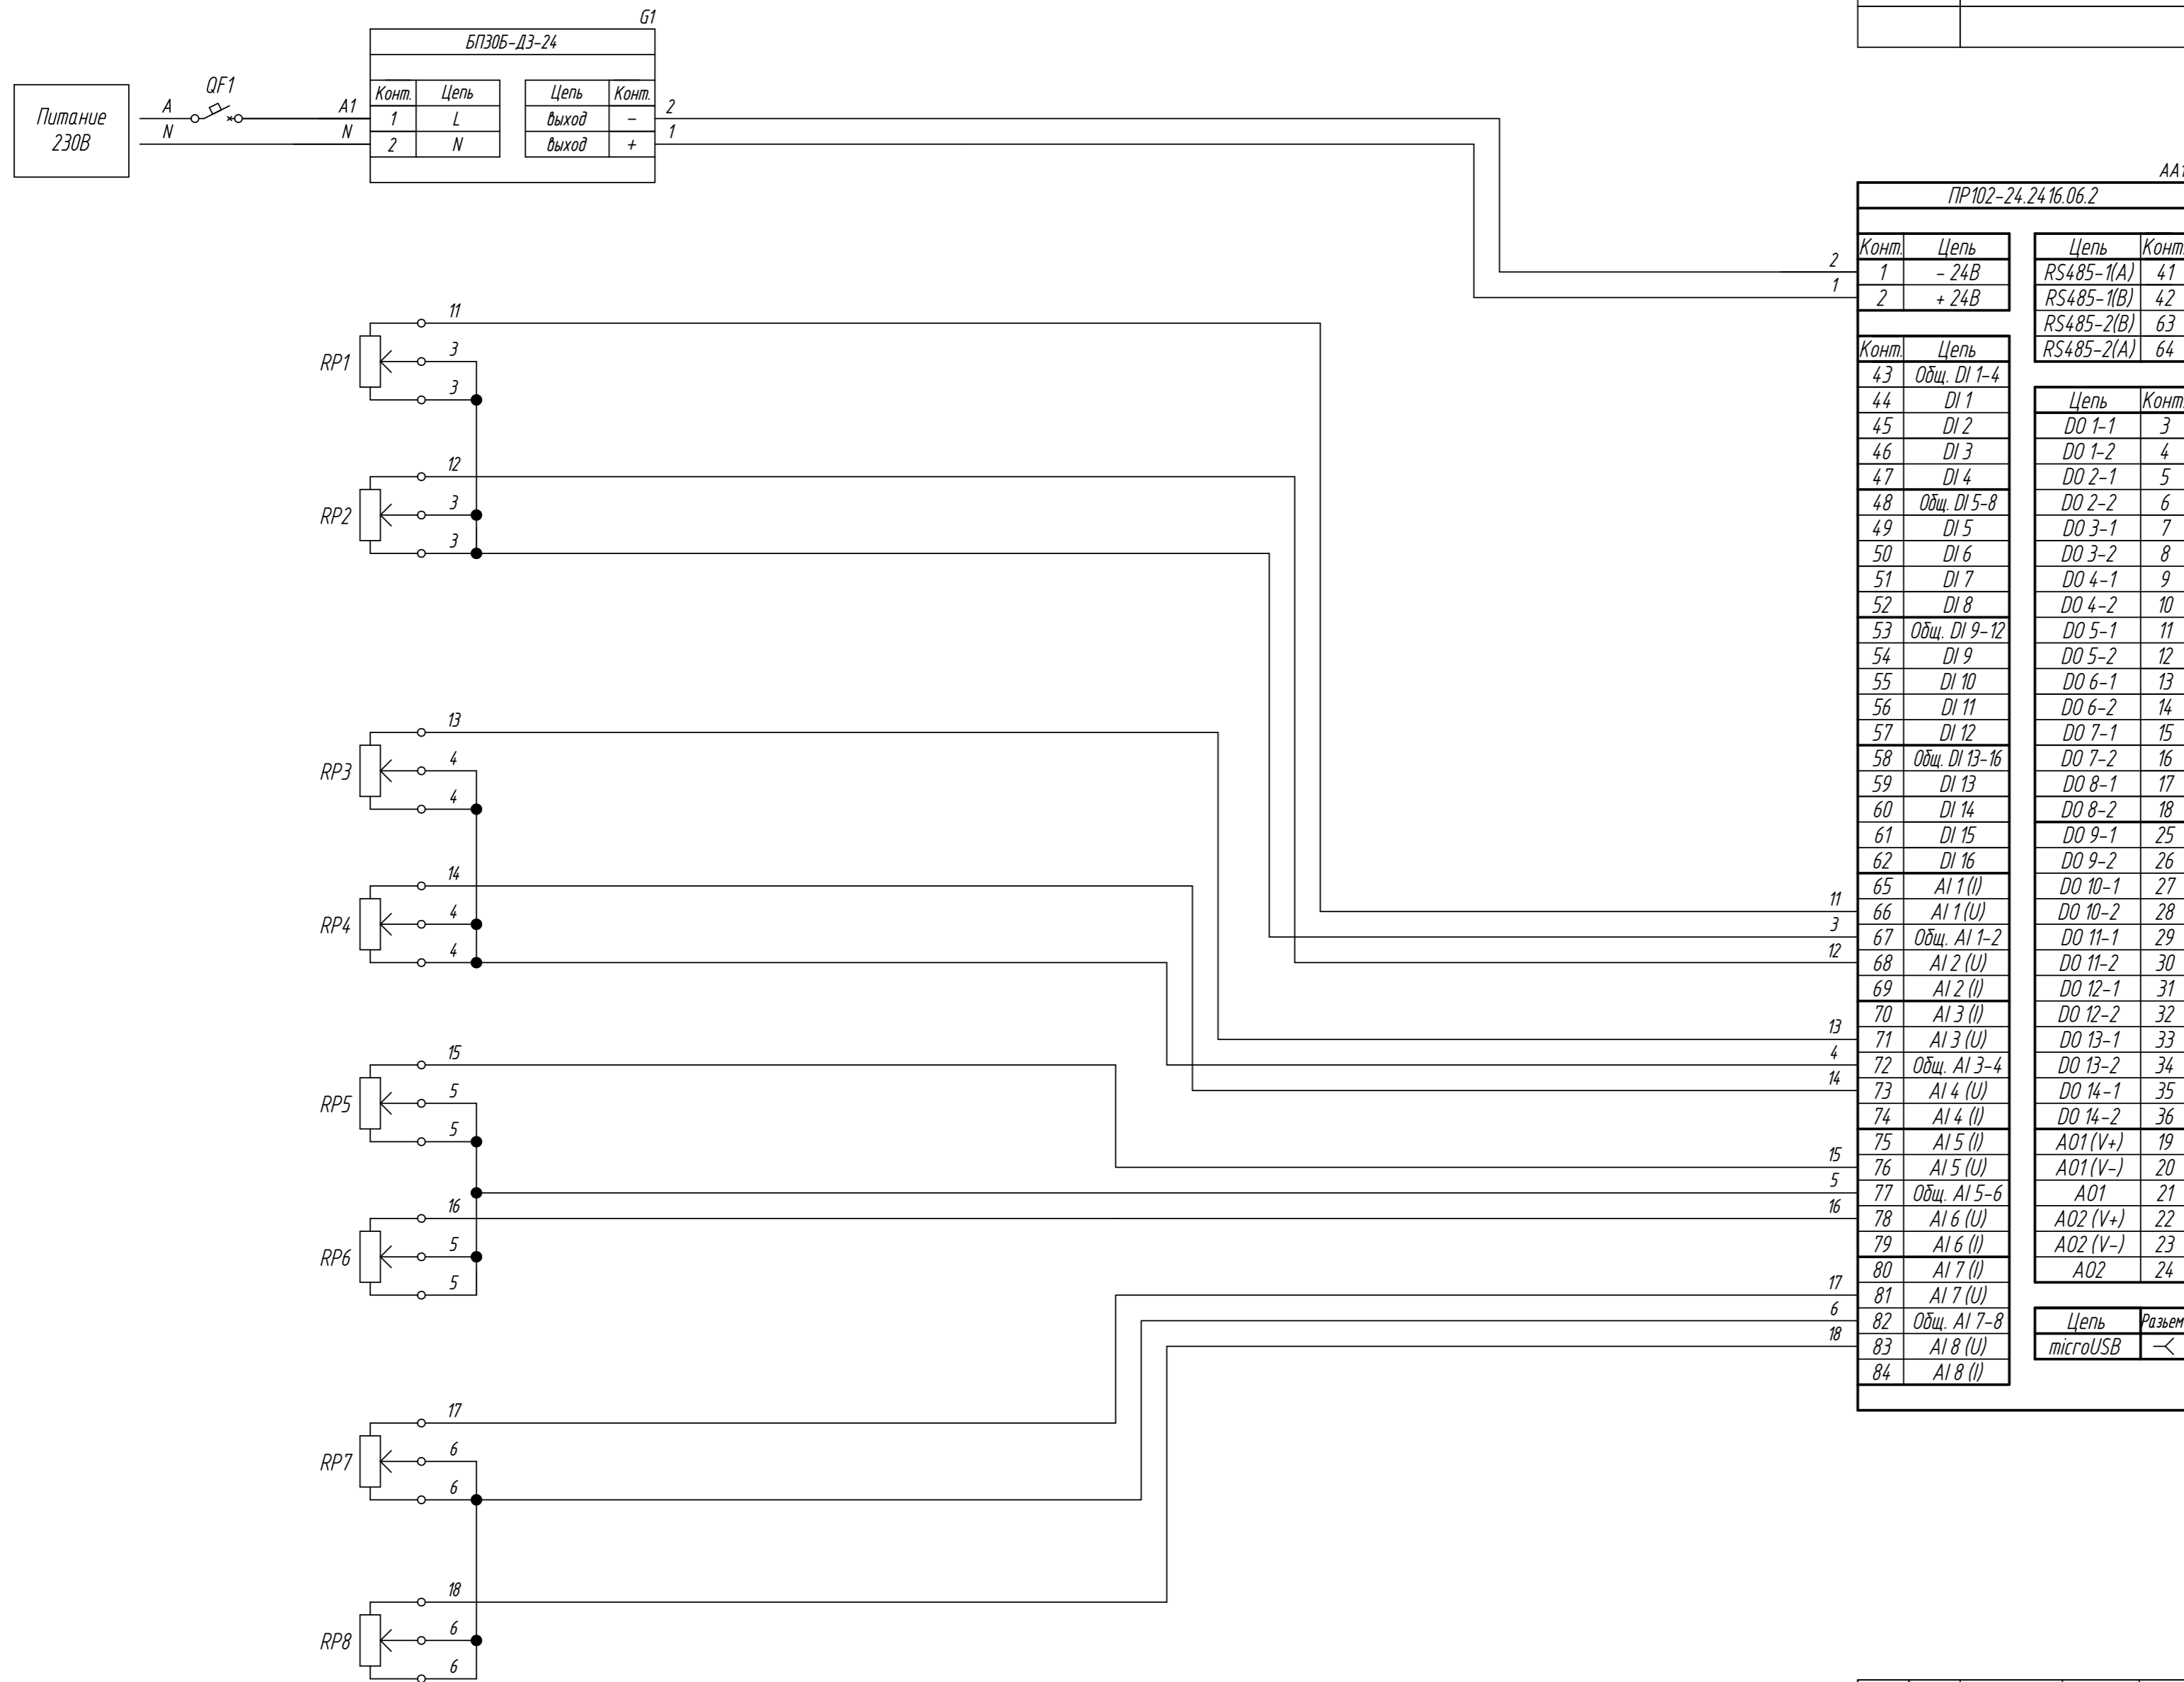 G1
БП30Б-Д3-24
Конт. Цепь Цепь Конт.
1 L выход –
2 N выход +
Питание
230В
A QF1 A1
N N
2
1
AA1
ПР102-24.2416.06.2
Конт. Цепь
2 1 – 24В
1 2 + 24В
Цепь Конт.
RS485-1(A) 41
RS485-1(B) 42
RS485-2(B) 63
RS485-2(A) 64
Конт. Цепь
43 Общ. DI 1-4
44 DI 1
45 DI 2
46 DI 3
47 DI 4
48 Общ. DI 5-8
49 DI 5
50 DI 6
51 DI 7
52 DI 8
53 Общ. DI 9-12
54 DI 9
55 DI 10
56 DI 11
57 DI 12
58 Общ. DI 13-16
59 DI 13
60 DI 14
61 DI 15
62 DI 16
65 AI 1 (I)
11 66 AI 1 (U)
3 67 Общ. AI 1-2
12 68 AI 2 (U)
69 AI 2 (I)
70 AI 3 (I)
13 71 AI 3 (U)
4 72 Общ. AI 3-4
14 73 AI 4 (U)
74 AI 4 (I)
75 AI 5 (I)
15 76 AI 5 (U)
5 77 Общ. AI 5-6
16 78 AI 6 (U)
79 AI 6 (I)
80 AI 7 (I)
17 81 AI 7 (U)
6 82 Общ. AI 7-8
18 83 AI 8 (U)
84 AI 8 (I)
Цепь Конт.
DO 1-1 3
DO 1-2 4
DO 2-1 5
DO 2-2 6
DO 3-1 7
DO 3-2 8
DO 4-1 9
DO 4-2 10
DO 5-1 11
DO 5-2 12
DO 6-1 13
DO 6-2 14
DO 7-1 15
DO 7-2 16
DO 8-1 17
DO 8-2 18
DO 9-1 25
DO 9-2 26
DO 10-1 27
DO 10-2 28
DO 11-1 29
DO 11-2 30
DO 12-1 31
DO 12-2 32
DO 13-1 33
DO 13-2 34
DO 14-1 35
DO 14-2 36
AO1 (V+) 19
AO1 (V-) 20
AO1 21
AO2 (V+) 22
AO2 (V-) 23
AO2 24
Цепь Разьем
microUSB
11
RP1 3
3
12
RP2 3
3
13
RP3 4
4
14
RP4 4
4
15
RP5 5
5
16
RP6 5
5
17
RP7 6
6
18
RP8 6
6